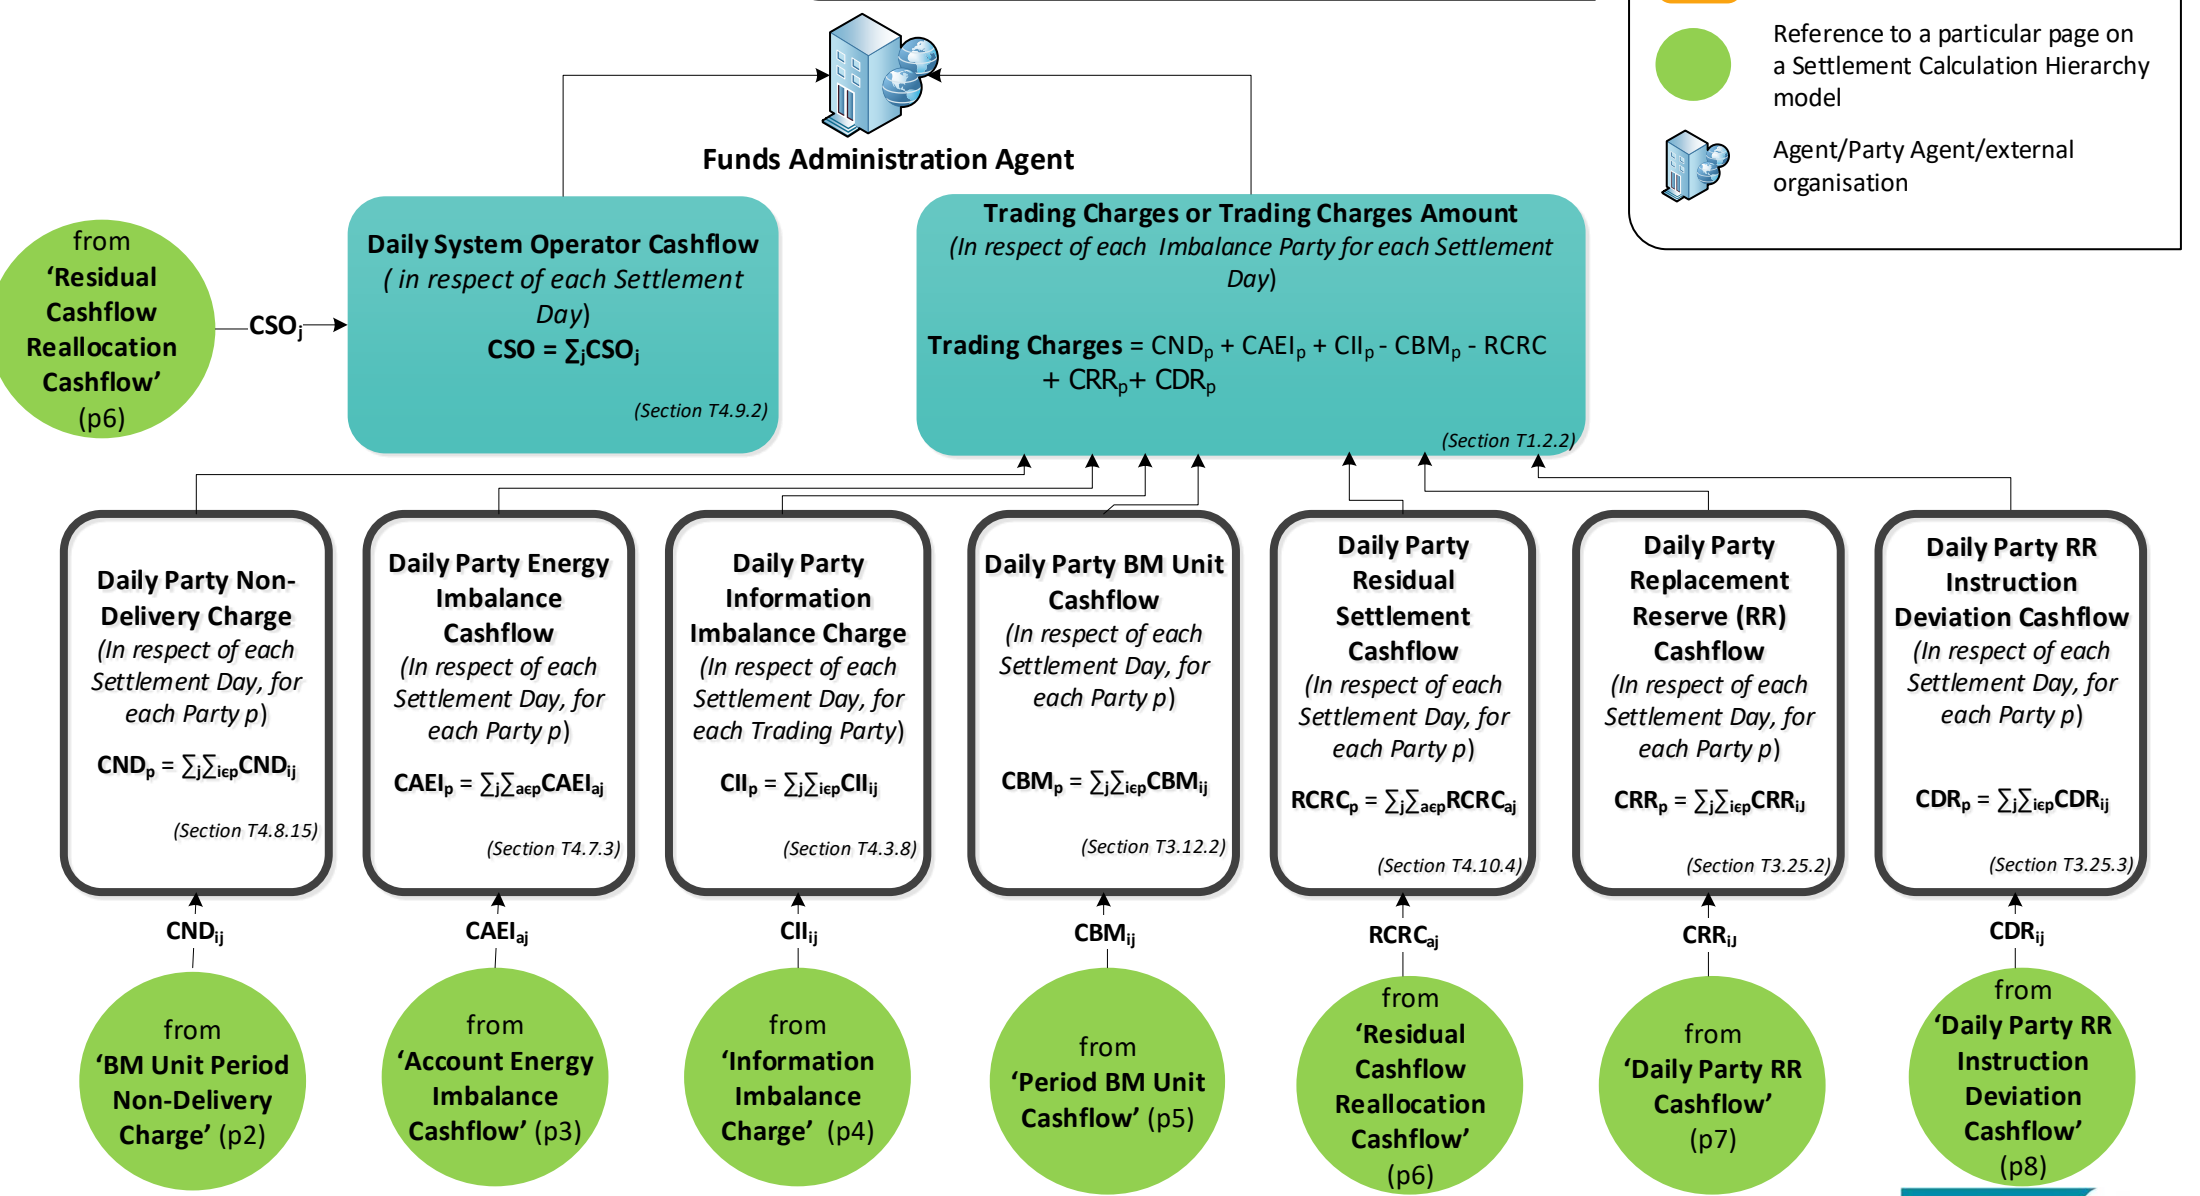 Reference to a particular page on
a Settlement Calculation Hierarchy
model
Agent/Party Agent/external
organisation
Funds Administration Agent
from
‘Residual
Cashflow
Reallocation
Cashflow’
(p6)
CSOj
Daily System Operator Cashflow
( in respect of each Settlement
Day)
CSO = ∑jCSOj
(Section T4.9.2)
Trading Charges or Trading Charges Amount
(In respect of each Imbalance Party for each Settlement
Day)
Trading Charges = CNDp + CAEIp + CIIp - CBMp - RCRC
+ CRRp+ CDRp
(Section T1.2.2)
Daily Party Non-
Delivery Charge
(In respect of each
Settlement Day, for
each Party p)
CNDp = ∑j∑iϵpCNDij
(Section T4.8.15)
Daily Party Energy
Imbalance
Cashflow
(In respect of each
Settlement Day, for
each Party p)
CAEIp = ∑j∑aϵpCAEIaj
(Section T4.7.3)
Daily Party
Information
Imbalance Charge
(In respect of each
Settlement Day, for
each Trading Party)
CIIp = ∑j∑iϵpCIIij
(Section T4.3.8)
Daily Party BM Unit
Cashflow
(In respect of each
Settlement Day, for
each Party p)
CBMp = ∑j∑iϵpCBMij
(Section T3.12.2)
Daily Party
Residual
Settlement
Cashflow
(In respect of each
Settlement Day, for
each Party p)
RCRCp = ∑j∑aϵpRCRCaj
(Section T4.10.4)
Daily Party
Replacement
Reserve (RR)
Cashflow
(In respect of each
Settlement Day, for
each Party p)
CRRp = ∑j∑iϵpCRRiJ
(Section T3.25.2)
Daily Party RR
Instruction
Deviation Cashflow
(In respect of each
Settlement Day, for
each Party p)
CDRp = ∑j∑iϵpCDRij
(Section T3.25.3)
CNDij
CAEIaj
CIIij
CBMij
RCRCaj
CRRiJ
CDRij
from
‘BM Unit Period
Non-Delivery
Charge’ (p2)
from
‘Account Energy
Imbalance
Cashflow’ (p3)
from
‘Information
Imbalance
Charge’ (p4)
from
‘Period BM Unit
Cashflow’ (p5)
from
‘Residual
Cashflow
Reallocation
Cashflow’
(p6)
from
‘Daily Party RR
Cashflow’
(p7)
from
‘Daily Party RR
Instruction
Deviation
Cashflow’
(p8)